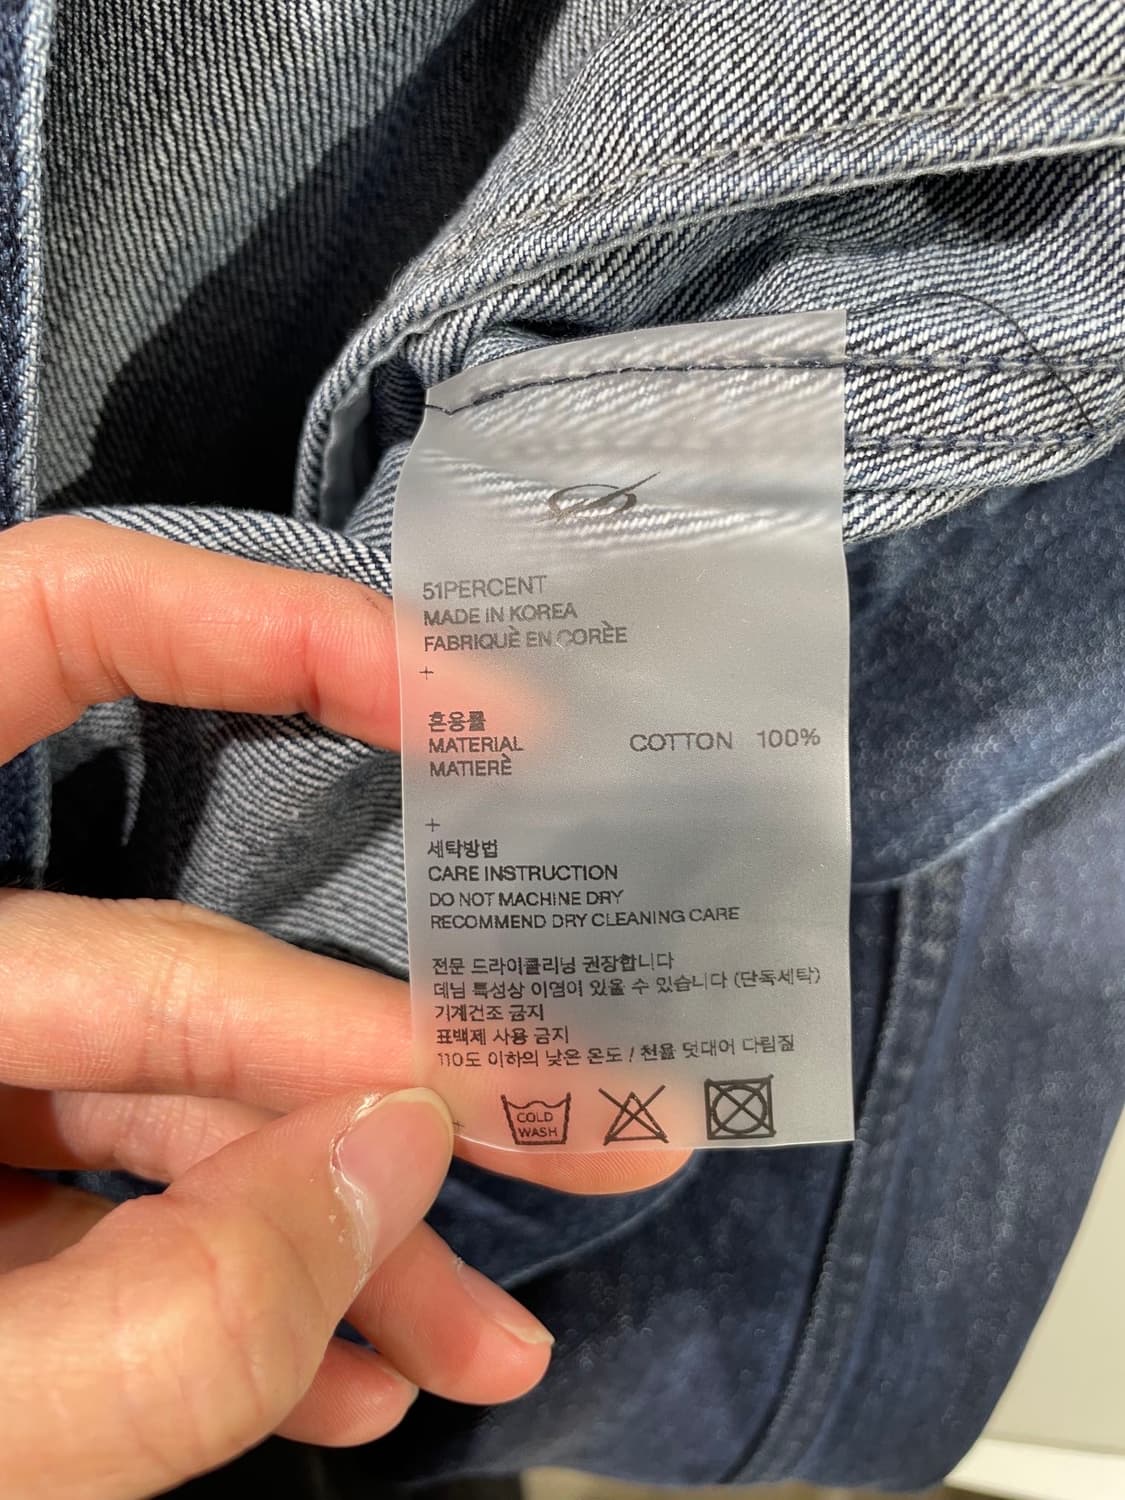 51PERCENT
MADE IN KOREA
FABRIQUÈ EN CORÈE
+
혼용률
MATERIAL COTTON 100%
MATIERÈ
+
세탁방법
CARE INSTRUCTION
DO NOT MACHINE DRY
RECOMMEND DRY CLEANING CARE
전문 드라이클리닝 권장합니다
데님 특성상 이염이 있을 수 있습니다 (단독세탁)
기계건조 금지
표백제 사용 금지
110도 이하의 낮은 온도 / 천을 덧대어 다림질
COLD
WASH
+